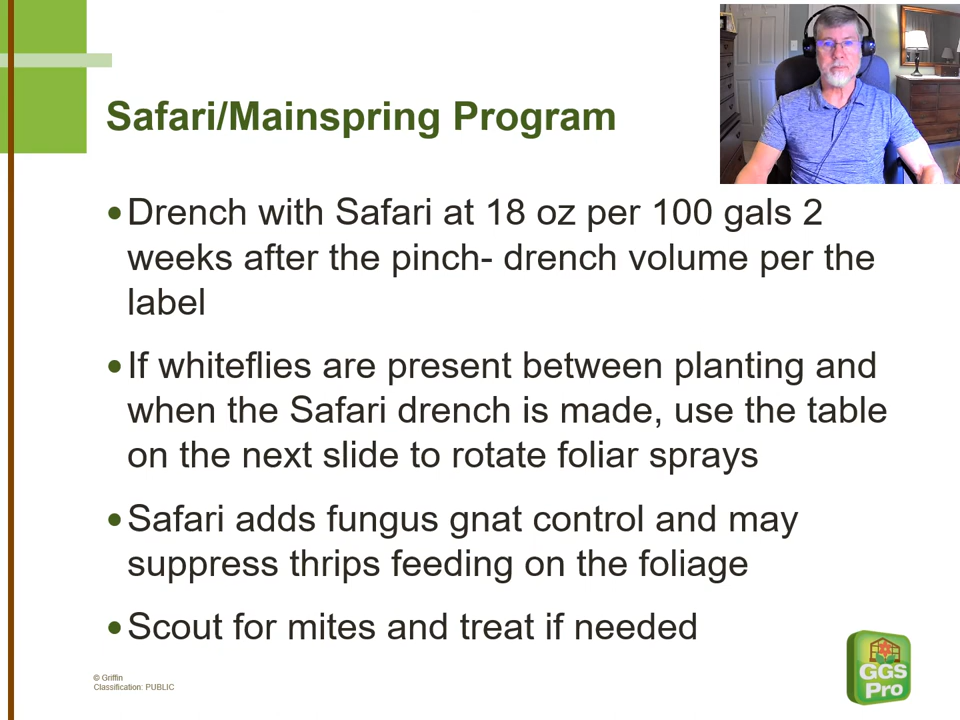 Safari/Mainspring Program
•Drench with Safari at 18 oz per 100 gals 2
weeks after the pinch- drench volume per the
label
•If whiteflies are present between planting and
when the Safari drench is made, use the table
on the next slide to rotate foliar sprays
•Safari adds fungus gnat control and may
suppress thrips feeding on the foliage
•Scout for mites and treat if needed
© Griffin
Classification: PUBLIC
GGS
Pro